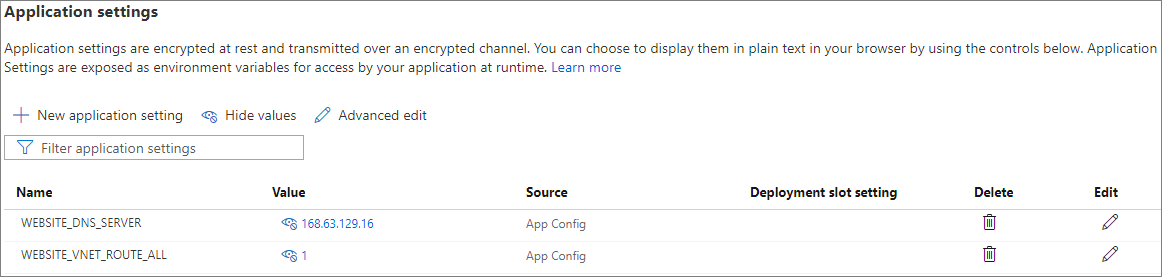 Application settings
Application settings are encrypted at rest and transmitted over an encrypted channel. You can choose to display them in plain text in your browser by using the controls below. Application
Settings are exposed as environment variables for access by your application at runtime. Learn more
New application setting Hide values Advanced edit
Filter application settings
Name Value Source Deployment slot setting Delete Edit
WEBSITE_DNS_SERVER 168.63.129.16 App Config
WEBSITE_VNET_ROUTE_ALL 1 App Config